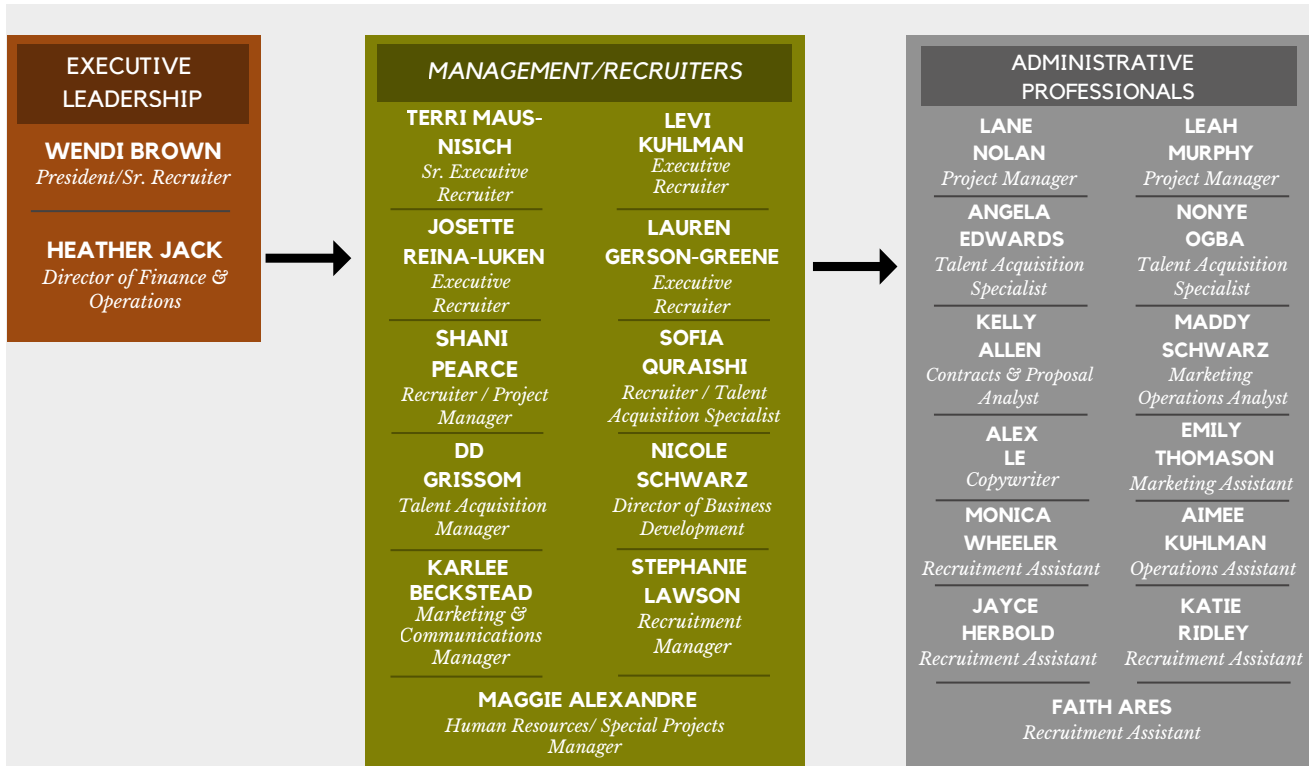 EXECUTIVE
LEADERSHIP
WENDI BROWN
President/Sr. Recruiter
HEATHER JACK
Director of Finance &
Operations
MANAGEMENT/RECRUITERS
TERRI MAUS-
NISICH
Sr. Executive
Recruiter
LEVI
KUHLMAN
Executive
Recruiter
JOSETTE
REINA-LUKEN
Executive
Recruiter
LAUREN
GERSON-GREENE
Executive
Recruiter
SHANI
PEARCE
Recruiter / Project
Manager
SOFIA
QURAISHI
Recruiter / Talent
Acquisition Specialist
DD
GRISSOM
Talent Acquisition
Manager
NICOLE
SCHWARZ
Director of Business
Development
KARLEE
BECKSTEAD
Marketing &
Communications
Manager
STEPHANIE
LAWSON
Recruitment
Manager
MAGGIE ALEXANDRE
Human Resources/ Special Projects
Manager
ADMINISTRATIVE
PROFESSIONALS
LANE
NOLAN
Project Manager
LEAH
MURPHY
Project Manager
ANGELA
EDWARDS
Talent Acquisition
Specialist
NONYE
OGBA
Talent Acquisition
Specialist
KELLY
ALLEN
Contracts & Proposal
Analyst
MADDY
SCHWARZ
Marketing
Operations Analyst
ALEX
LE
Copywriter
EMILY
THOMASON
Marketing Assistant
MONICA
WHEELER
Recruitment Assistant
AIMEE
KUHLMAN
Operations Assistant
JAYCE
HERBOLD
Recruitment Assistant
KATIE
RIDLEY
Recruitment Assistant
FAITH ARES
Recruitment Assistant